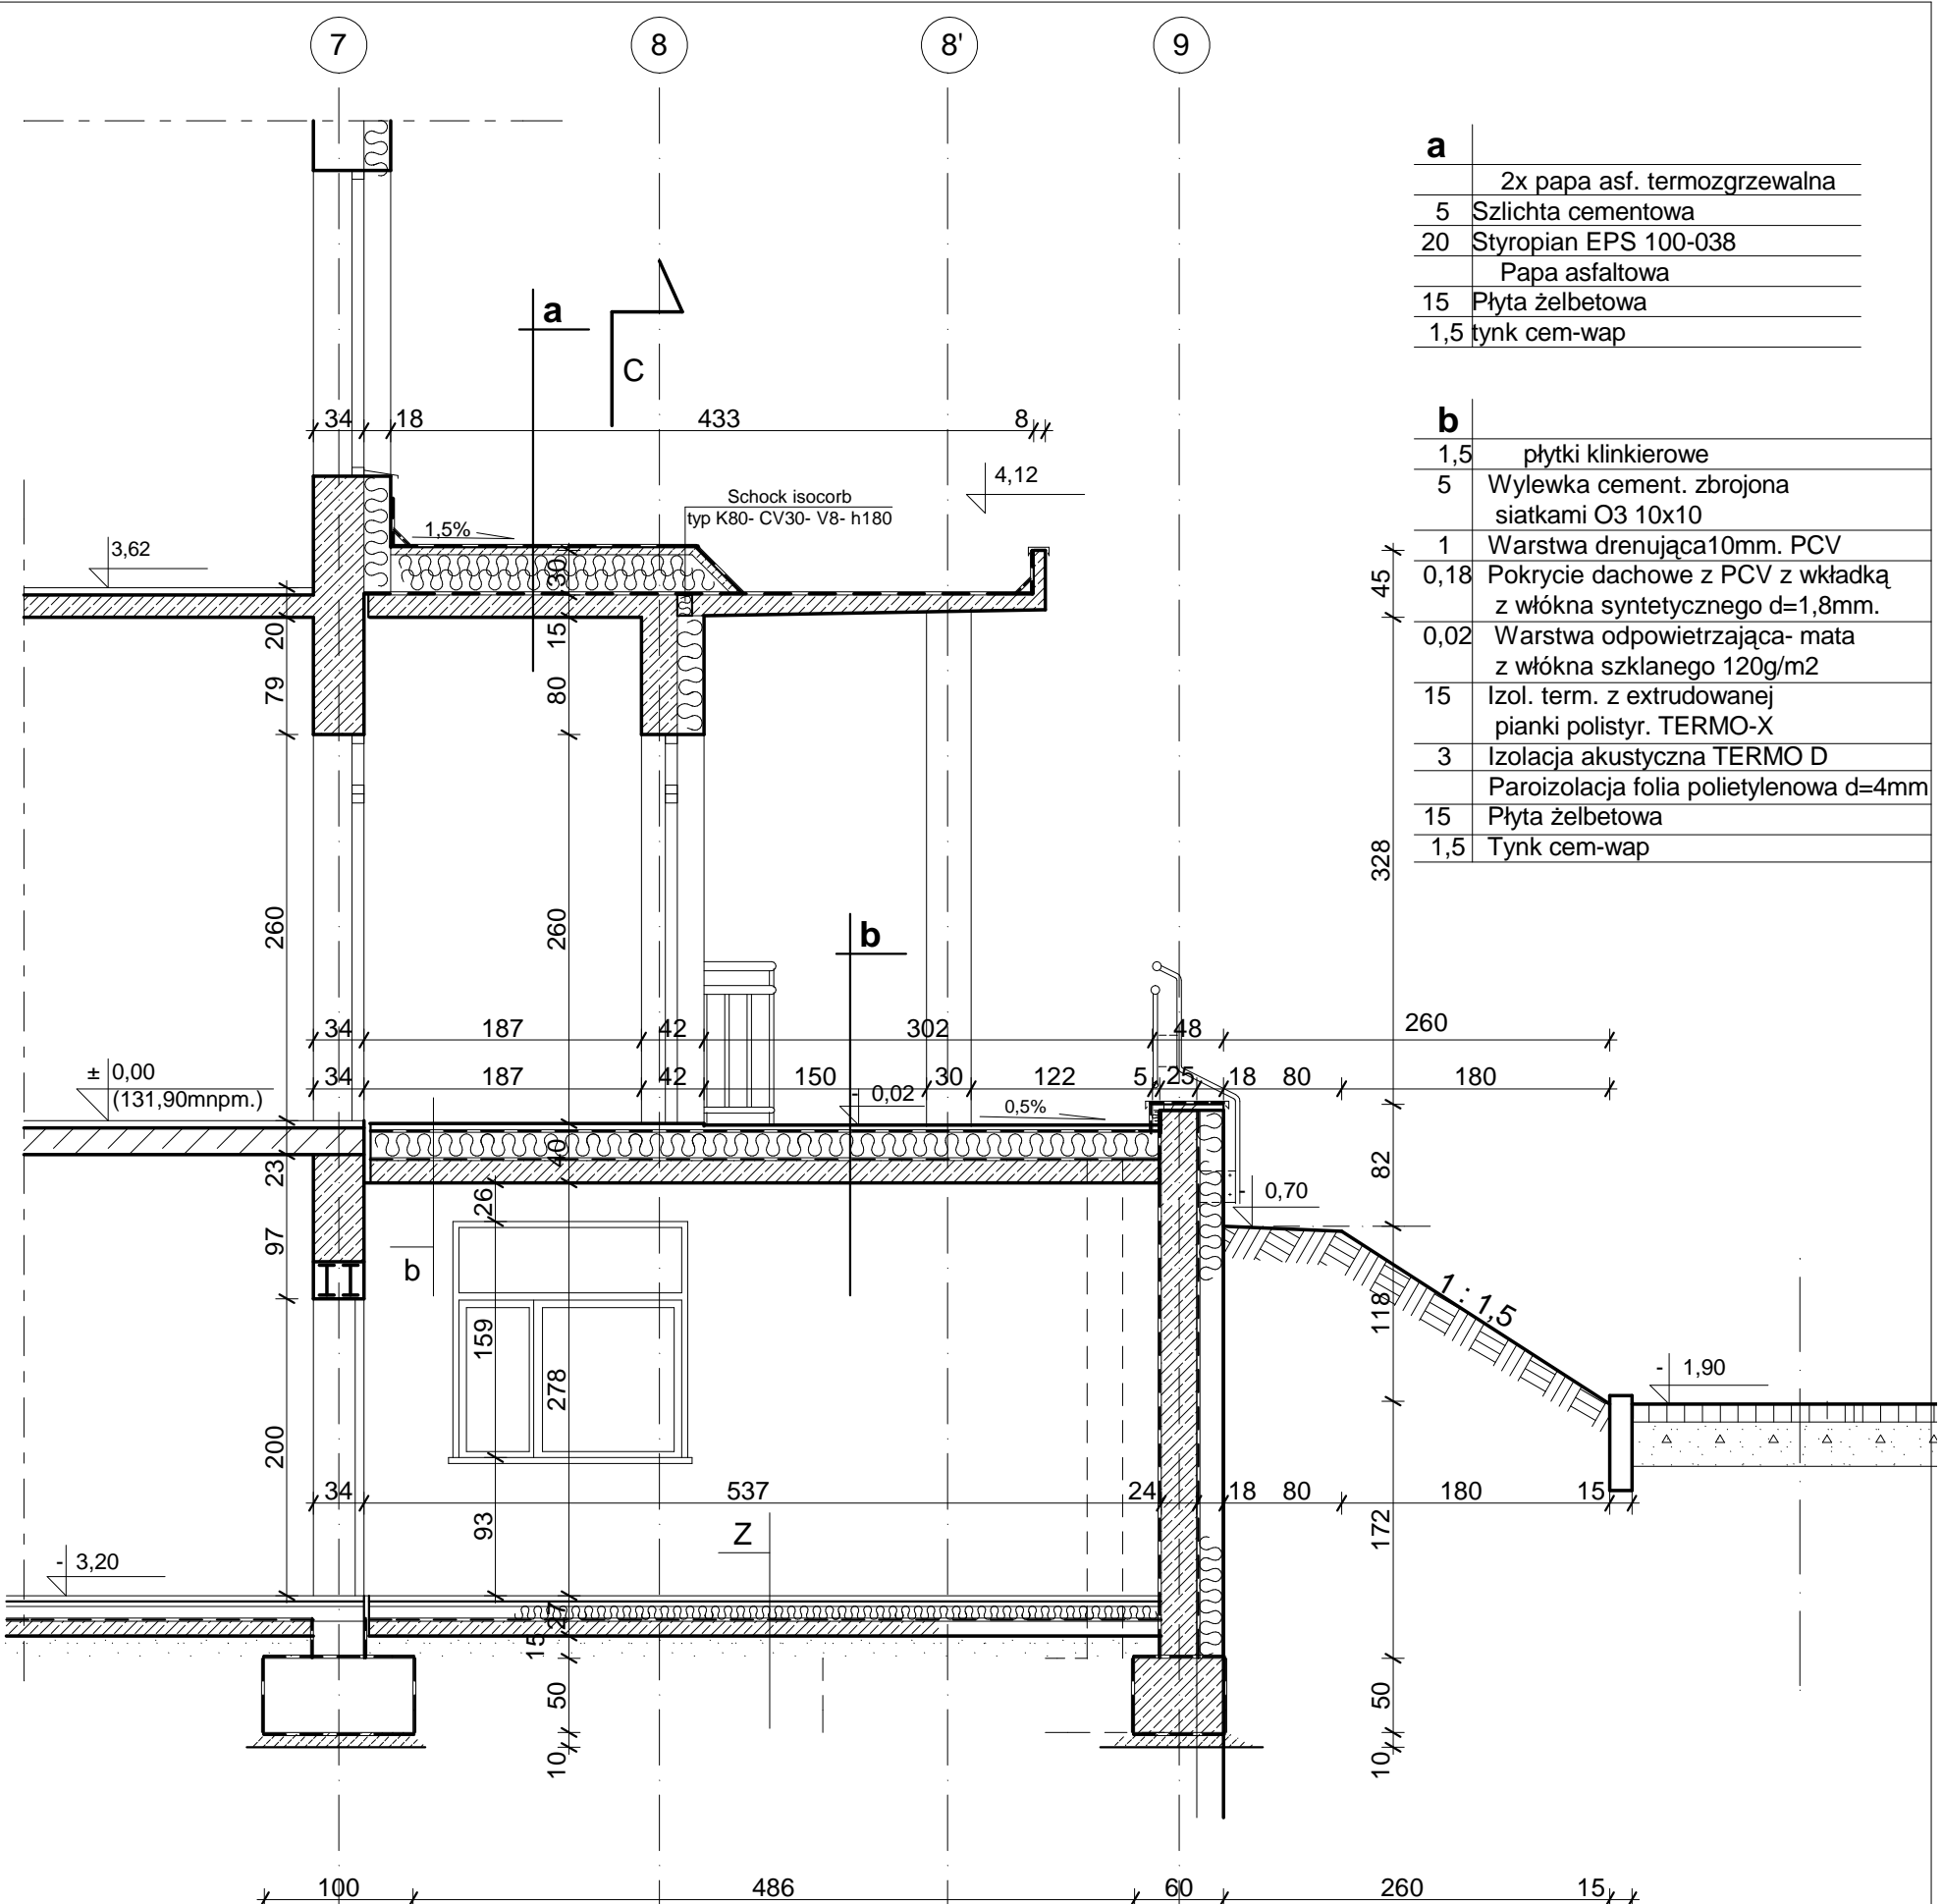 7
8
8'
9
a
2x papa asf. termozgrzewalna
5 Szlichta cementowa
20 Styropian EPS 100-038
Papa asfaltowa
15 Płyta żelbetowa
1,5 tynk cem-wap
b
1,5 płytki klinkierowe
5 Wylewka cement. zbrojona
siatkami O3 10x10
1 Warstwa drenująca10mm. PCV
0,18 Pokrycie dachowe z PCV z wkładką
z włókna syntetycznego d=1,8mm.
0,02 Warstwa odpowietrzająca- mata
z włókna szklanego 120g/m2
15 Izol. term. z extrudowanej
pianki polistyr. TERMO-X
3 Izolacja akustyczna TERMO D
Paroizolacja folia polietylenowa d=4mm
15 Płyta żelbetowa
1,5 Tynk cem-wap
a
C
34 18 433 8
4,12
Schock isocorb
typ K80- CV30- V8- h180
1,5%
3,62
30
45
20
15
79
80
328
260
260
b
34 187 42 302 48 260
± 0,00
(131,90mnpm.)
34 187 42 150 30 122 5 25 18 80 180
- 0,02
0,5%
23
40
82
26
- 0,70
97
b
1 : 1,5
118
159
278
- 1,90
200
34 537 24 18 80 180 15
93
Z
172
- 3,20
27
15
50
50
10
10
100 486 60 260 15